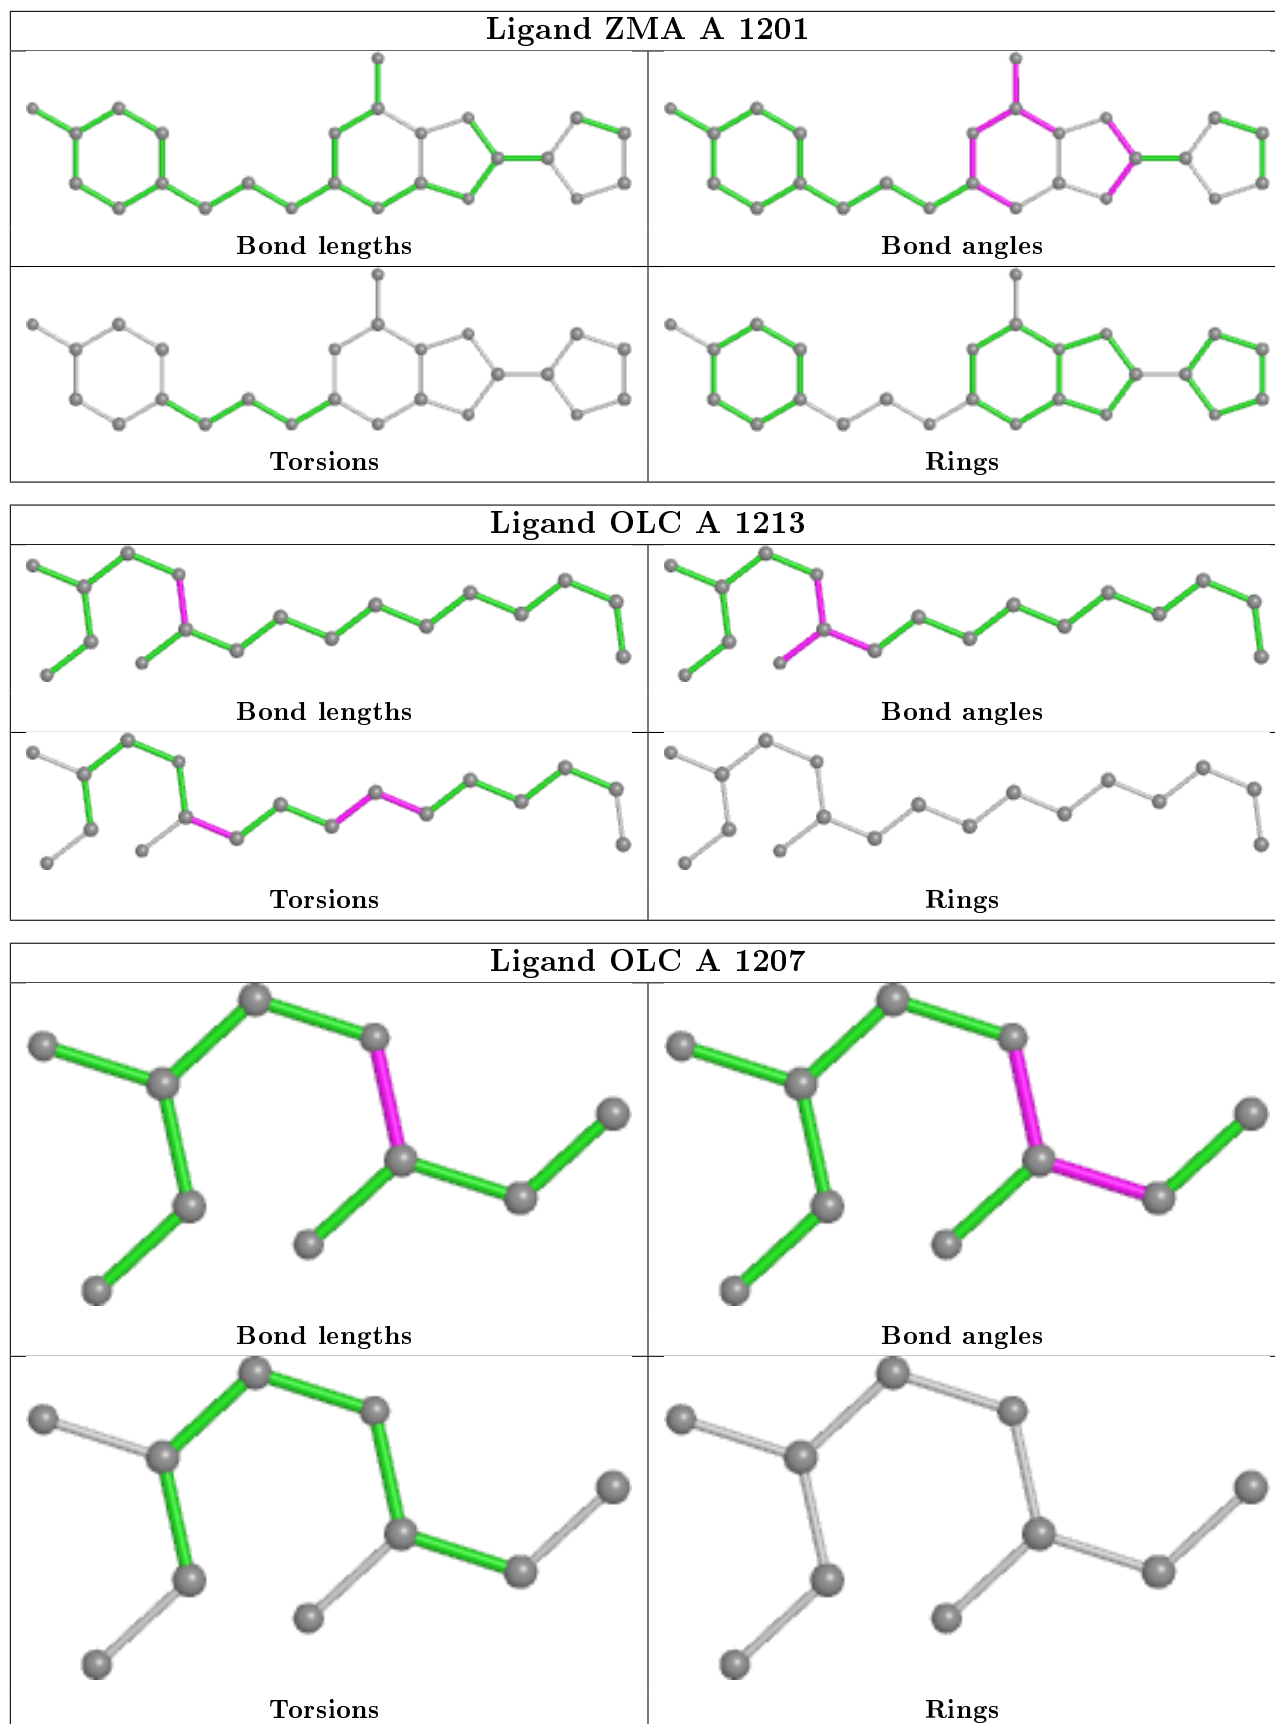 Ligand ZMA A 1201
Bond lengths
Bond angles
Torsions
Rings
Ligand OLC A 1213
Bond lengths
Bond angles
Torsions
Rings
Ligand OLC A 1207
Bond lengths
Bond angles
Torsions
Rings